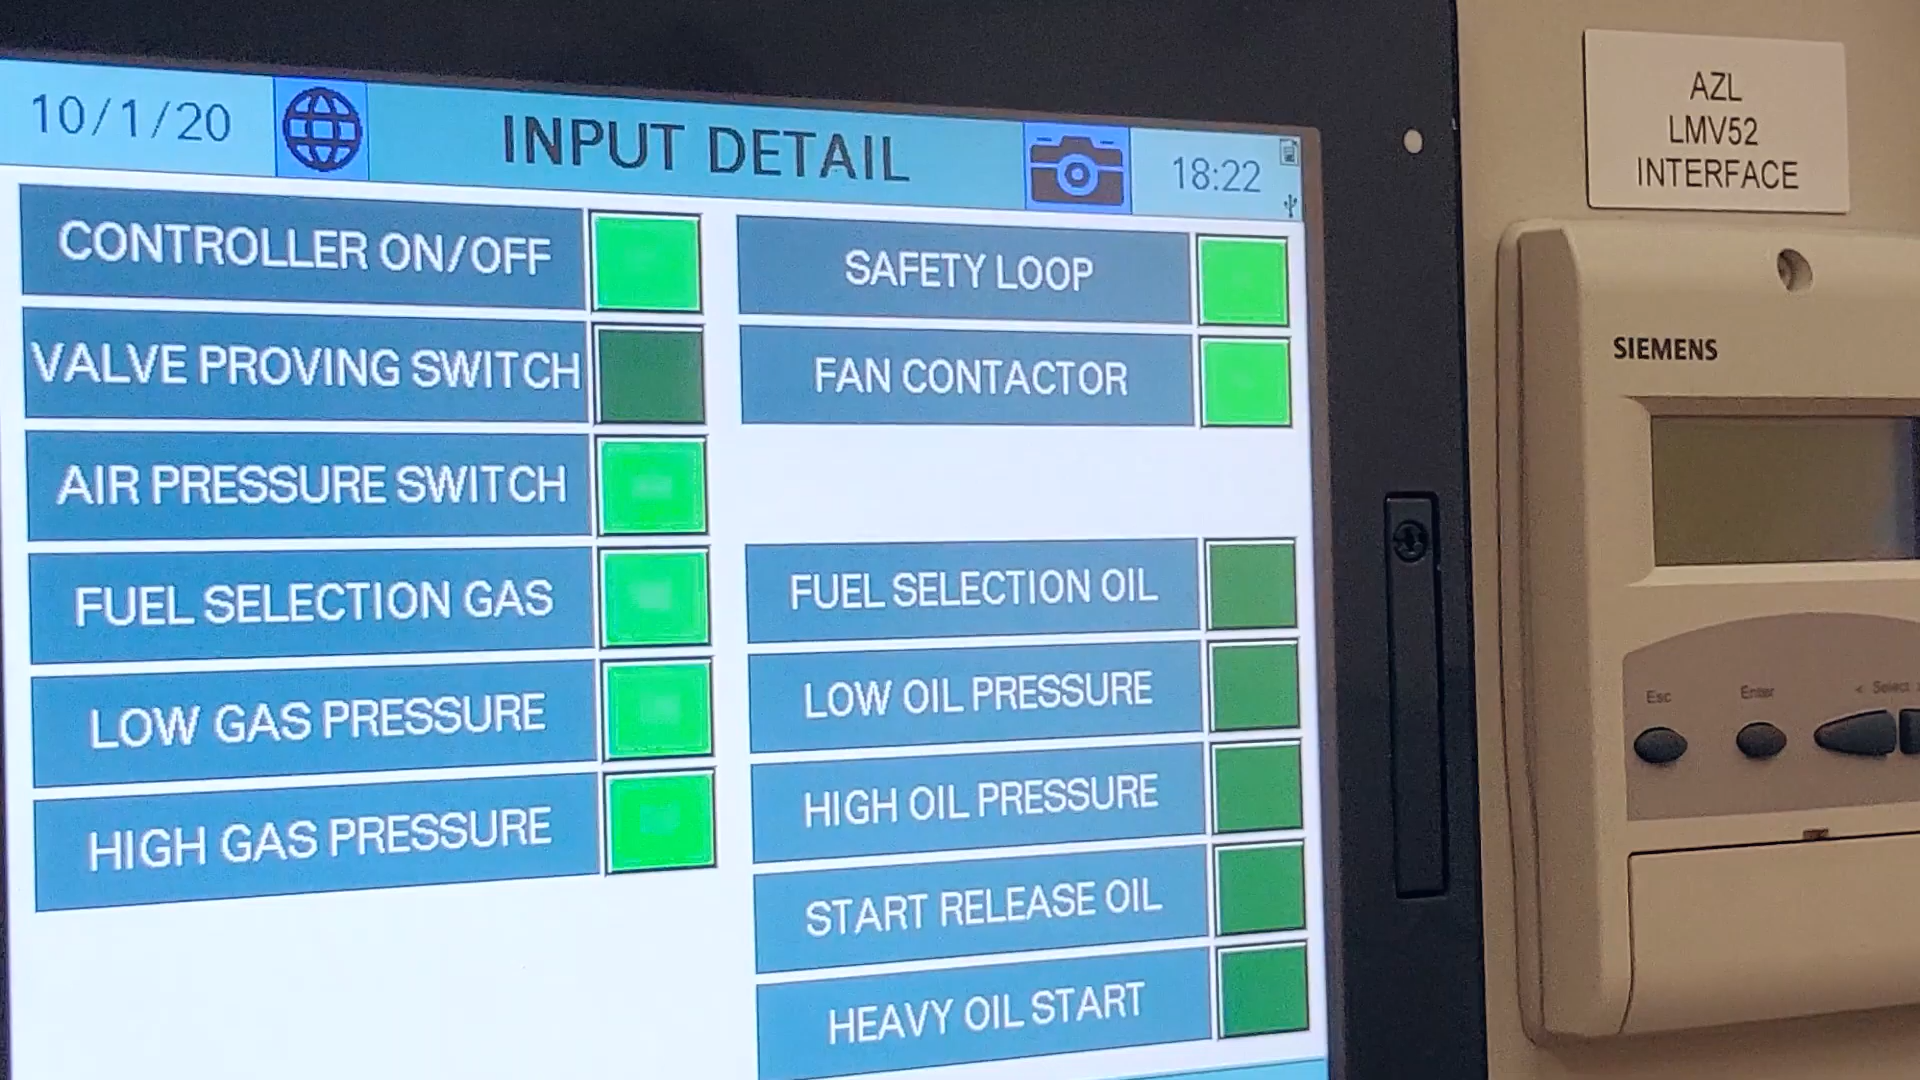 10/1/20
INPUT DETAIL
18:22
CONTROLLER ON/OFF
VALVE PROVING SWITCH
AIR PRESSURE SWITCH
FUEL SELECTION GAS
LOW GAS PRESSURE
HIGH GAS PRESSURE
SAFETY LOOP
FAN CONTACTOR
FUEL SELECTION OIL
LOW OIL PRESSURE
HIGH OIL PRESSURE
START RELEASE OIL
HEAVY OIL START
AZL
LMV52
INTERFACE
SIEMENS
Esc
Enter
< Select